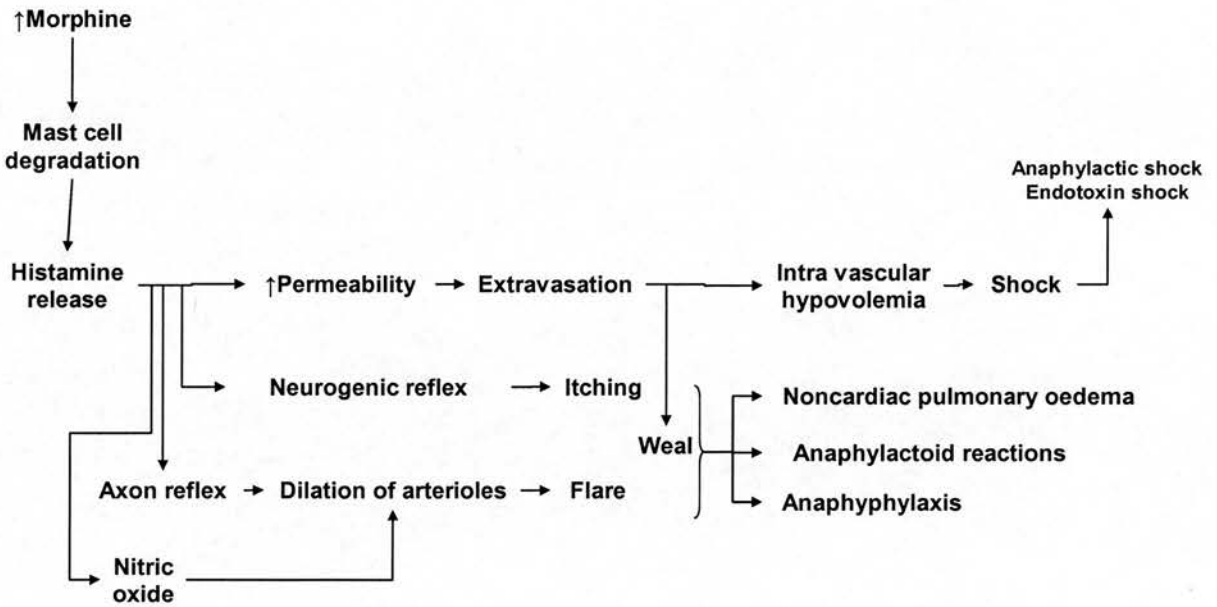 ↑Morphine
Mast cell
degradation
Anaphylactic shock
Endotoxin shock
Histamine
release
↑Permeability
Extravasation
Intra vascular
hypovolemia
Shock
Neurogenic reflex
Itching
Noncardiac pulmonary oedema
Weal
Anaphylactoid reactions
Axon reflex
Dilation of arterioles
Flare
Anaphyphylaxis
Nitric
oxide